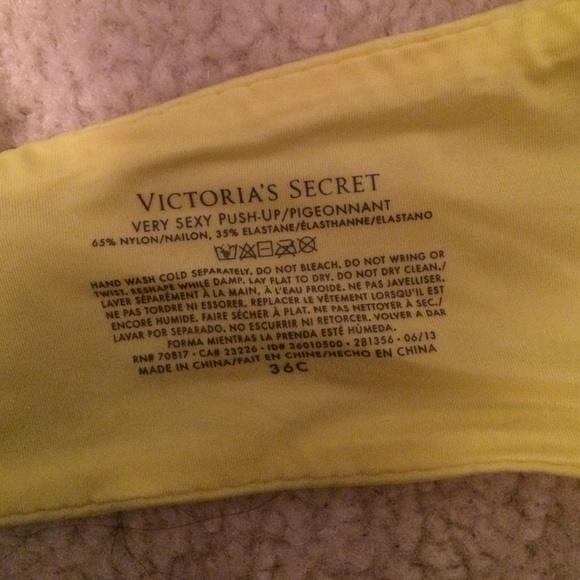 VICTORIA'S SECRET
VERY SEXY PUSH-UP/PIGEONNANT
65% NYLON/NAILON, 35% ELASTANE/ÉLASTHANNE/ELASTANO
HAND WASH COLD SEPARATELY. DO NOT BLEACH. DO NOT WRING OR
TWIST. RESHAPE WHILE DAMP. LAY FLAT TO DRY. DO NOT DRY CLEAN./
LAVER SÉPARÉMENT À LA MAIN, À L'EAU FROIDE. NE PAS JAVELLISER.
NE PAS TORDRE NI ESSORER. REPLACER LE VÊTEMENT LORSQU'IL EST
ENCORE HUMIDE. FAIRE SÉCHER À PLAT. NE PAS NETTOYER À SEC./
LAVAR POR SEPARADO. NO ESCURRIR NI RETORCER. VOLVER A DAR
FORMA MIENTRAS LA PRENDA ESTÉ HÚMEDA.
RN# 70817 • CA# 23226 • ID# 36010500 • 281356 • 06/13
MADE IN CHINA/FAIT EN CHINE/HECHO EN CHINA
36C